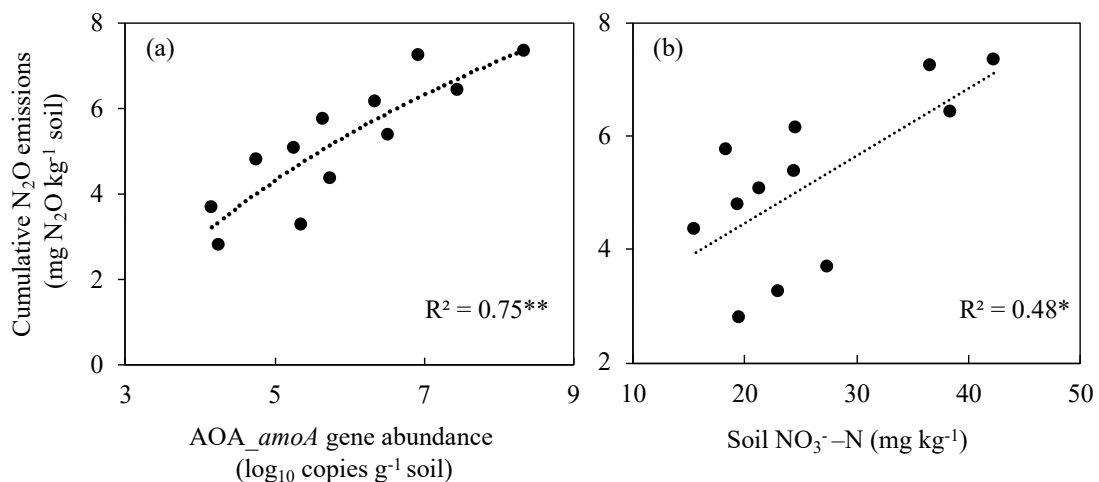 Cumulative N₂O emissions
(mg N₂O kg⁻¹ soil)
8
6
4
2
0
(a)
R² = 0.75**
3 5 7 9
AOA_amoA gene abundance
(log₁₀ copies g⁻¹ soil)
8
6
4
2
(b)
R² = 0.48*
10 20 30 40 50
Soil NO₃⁻–N (mg kg⁻¹)